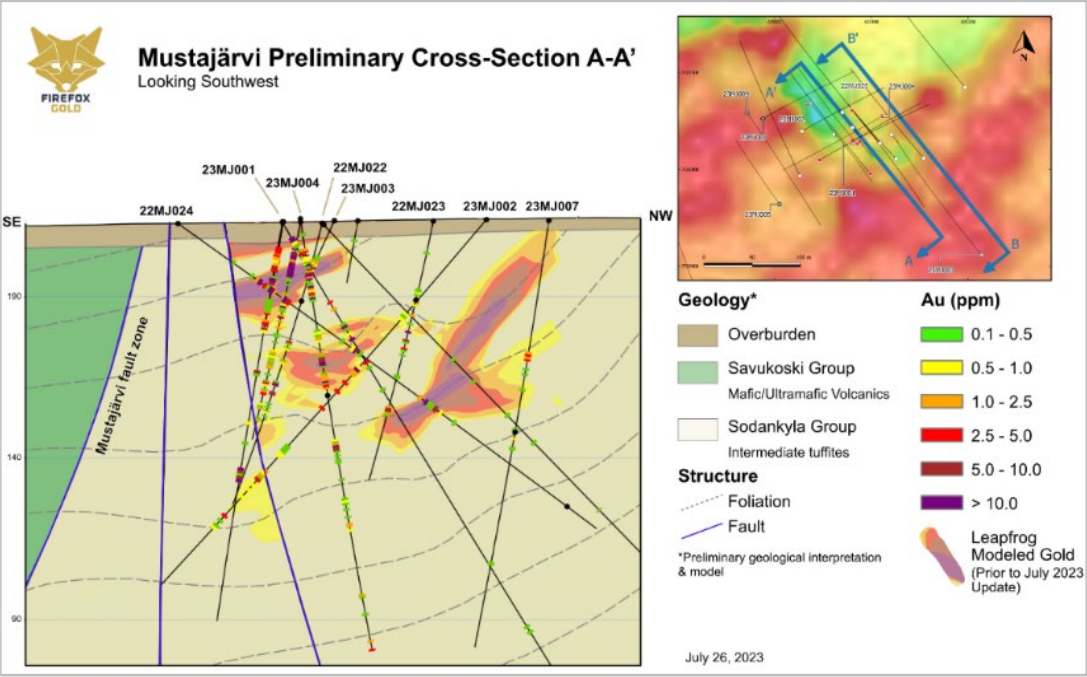 FIREFOX
GOLD
Mustajärvi Preliminary Cross-Section A-A'
Looking Southwest
23MJ001
22MJ022
23MJ004
23MJ003
22MJ024
22MJ023
23MJ002
23MJ007
SE
NW
190
140
90
Mustajärvi fault zone
B'
A'
22MJ023
23MJ004
N
A
B
Geology*
Overburden
Savukoski Group
Mafic/Ultramafic Volcanics
Sodankyla Group
Intermediate tuffites
Structure
Foliation
Fault
*Preliminary geological interpretation
& model
Au (ppm)
0.1 - 0.5
0.5 - 1.0
1.0 - 2.5
2.5 - 5.0
5.0 - 10.0
> 10.0
Leapfrog
Modeled Gold
(Prior to July 2023
Update)
July 26, 2023